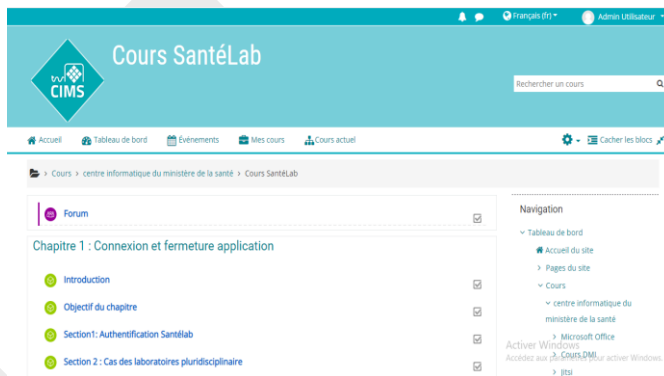 Français (fr) Admin Utilisateur
Cours SantéLab
CIMS
Rechercher un cours
Accueil Tableau de bord Événements Mes cours Cours actuel Cacher les blocs
> Cours > centre informatique du ministère de la santé > Cours SantéLab
Forum
Chapitre 1 : Connexion et fermeture application
Introduction
Objectif du chapitre
Section1: Authentification Santélab
Section 2 : Cas des laboratoires pluridisciplinaire
Navigation
Tableau de bord
Accueil du site
Pages du site
Cours
centre informatique du
ministère de la santé
Microsoft Office
Activer Windows
Cours DMI
Accédez aux paramètres pour activer Windows.
Jitsi